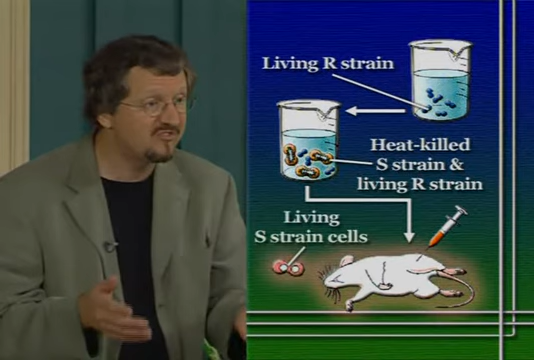 Living R strain
Heat-killed
S strain &
living R strain
Living
S strain cells